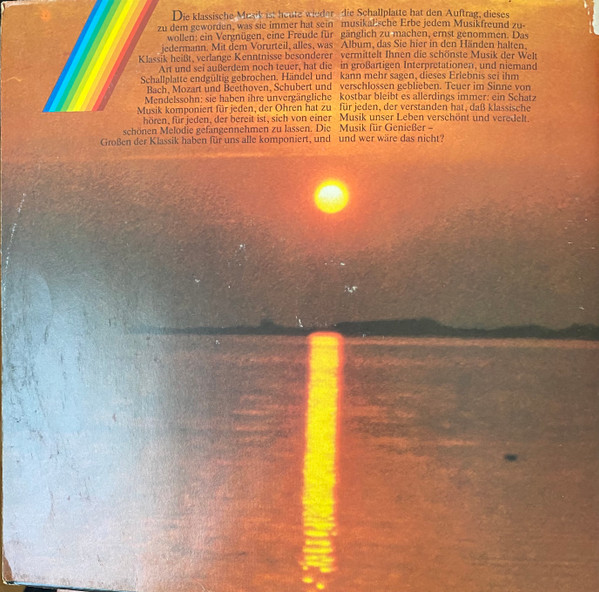 Die klassische Musik ist heute wieder
zu dem geworden, was sie immer hat sein
wollen: ein Vergnügen, eine Freude für
jedermann. Mit dem Vorurteil, alles, was
Klassik heißt, verlange Kenntnisse besonderer
Art und sei außerdem noch teuer, hat die
Schallplatte endgültig gebrochen. Händel und
Bach, Mozart und Beethoven, Schubert und
Mendelssohn: sie haben ihre unvergängliche
Musik komponiert für jeden, der Ohren hat zu
hören, für jeden, der bereit ist, sich von einer
schönen Melodie gefangennehmen zu lassen. Die
Großen der Klassik haben für uns alle komponiert, und
die Schallplatte hat den Auftrag, dieses
musikalische Erbe jedem Musikfreund zu-
gänglich zu machen, ernst genommen. Das
Album, das Sie hier in den Händen halten,
vermittelt Ihnen die schönste Musik der Welt
in großartigen Interpretationen, und niemand
kann mehr sagen, dieses Erlebnis sei ihm
verschlossen geblieben. Teuer im Sinne von
kostbar bleibt es allerdings immer: ein Schatz
für jeden, der verstanden hat, daß klassische
Musik unser Leben verschönt und veredelt.
Musik für Genießer –
und wer wäre das nicht?